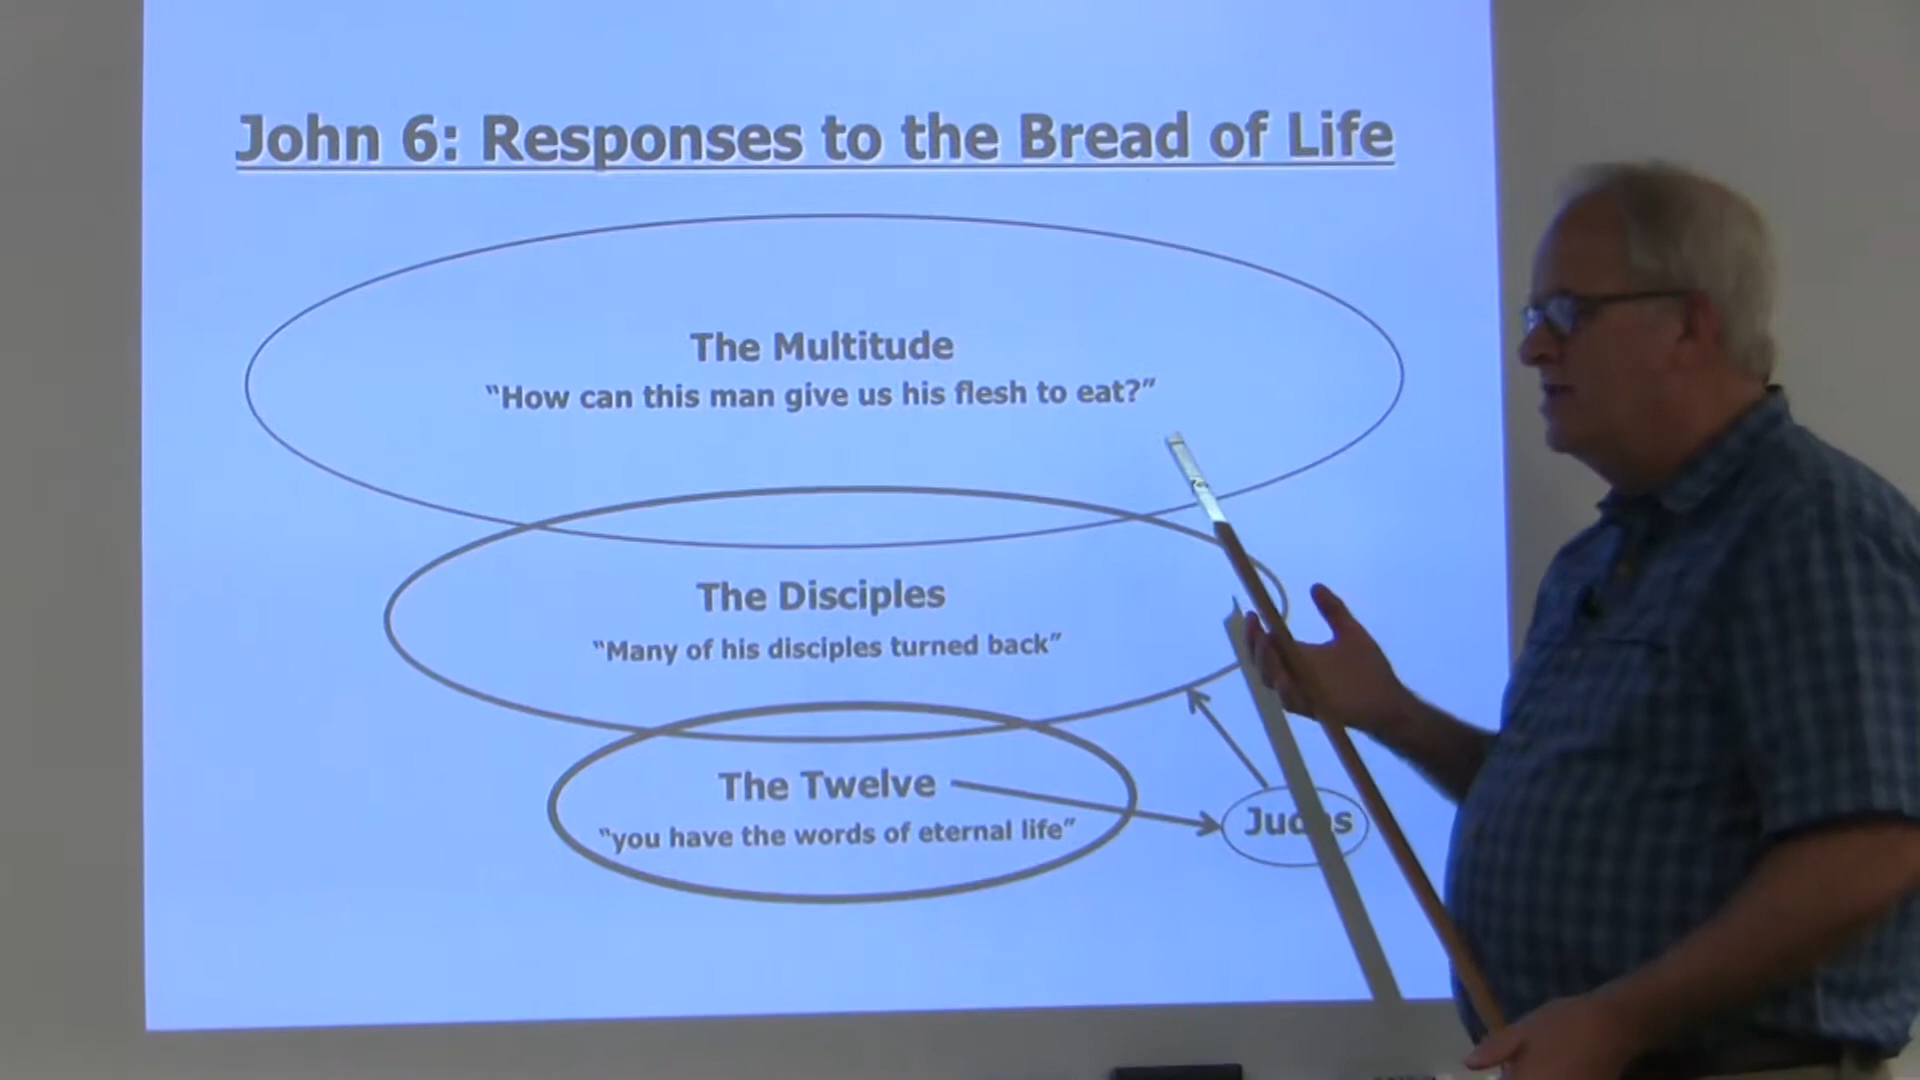 John 6: Responses to the Bread of Life
The Multitude
"How can this man give us his flesh to eat?"
The Disciples
"Many of his disciples turned back"
The Twelve
"you have the words of eternal life"
Judas